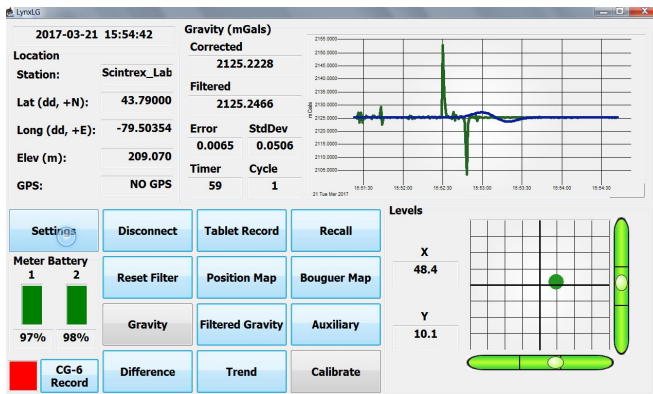 LynxLG
2017-03-21 15:54:42
Location
Station: Scintrex_Lab
Lat (dd, +N): 43.79000
Long (dd, +E): -79.50354
Elev (m): 209.070
GPS: NO GPS
Gravity (mGals)
Corrected
2125.2228
Filtered
2125.2466
Error StdDev
0.0065 0.0506
Timer Cycle
59 1
2155.0000
2150.0000
2145.0000
2140.0000
2135.0000
2130.0000
2125.0000
2120.0000
2115.0000
2110.0000
2105.0000
mGals
15:51:30 15:52:00 15:52:30 15:53:00 15:53:30 15:54:00 15:54:30
21 Tue Mar 2017
Settings Disconnect Tablet Record Recall
Meter Battery
1 2
97% 98%
Reset Filter Position Map Bouguer Map
Gravity Filtered Gravity Auxiliary
CG-6
Record
Difference Trend Calibrate
Levels
X
48.4
Y
10.1